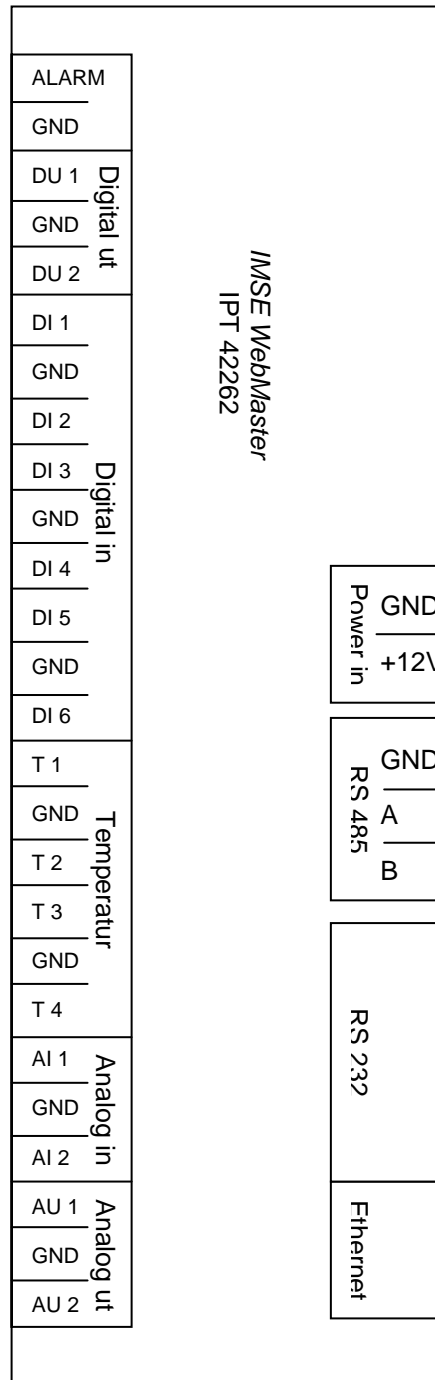 ALARM
GND
DU 1
GND
DU 2
Digital ut
DI 1
GND
DI 2
DI 3
GND
DI 4
DI 5
GND
DI 6
Digital in
T 1
GND
T 2
T 3
GND
T 4
Temperatur
AI 1
GND
AI 2
Analog in
AU 1
GND
AU 2
Analog ut
IMSE WebMaster
IPT 42262
Power in
GND
+12V
RS 485
GND
A
B
RS 232
Ethernet